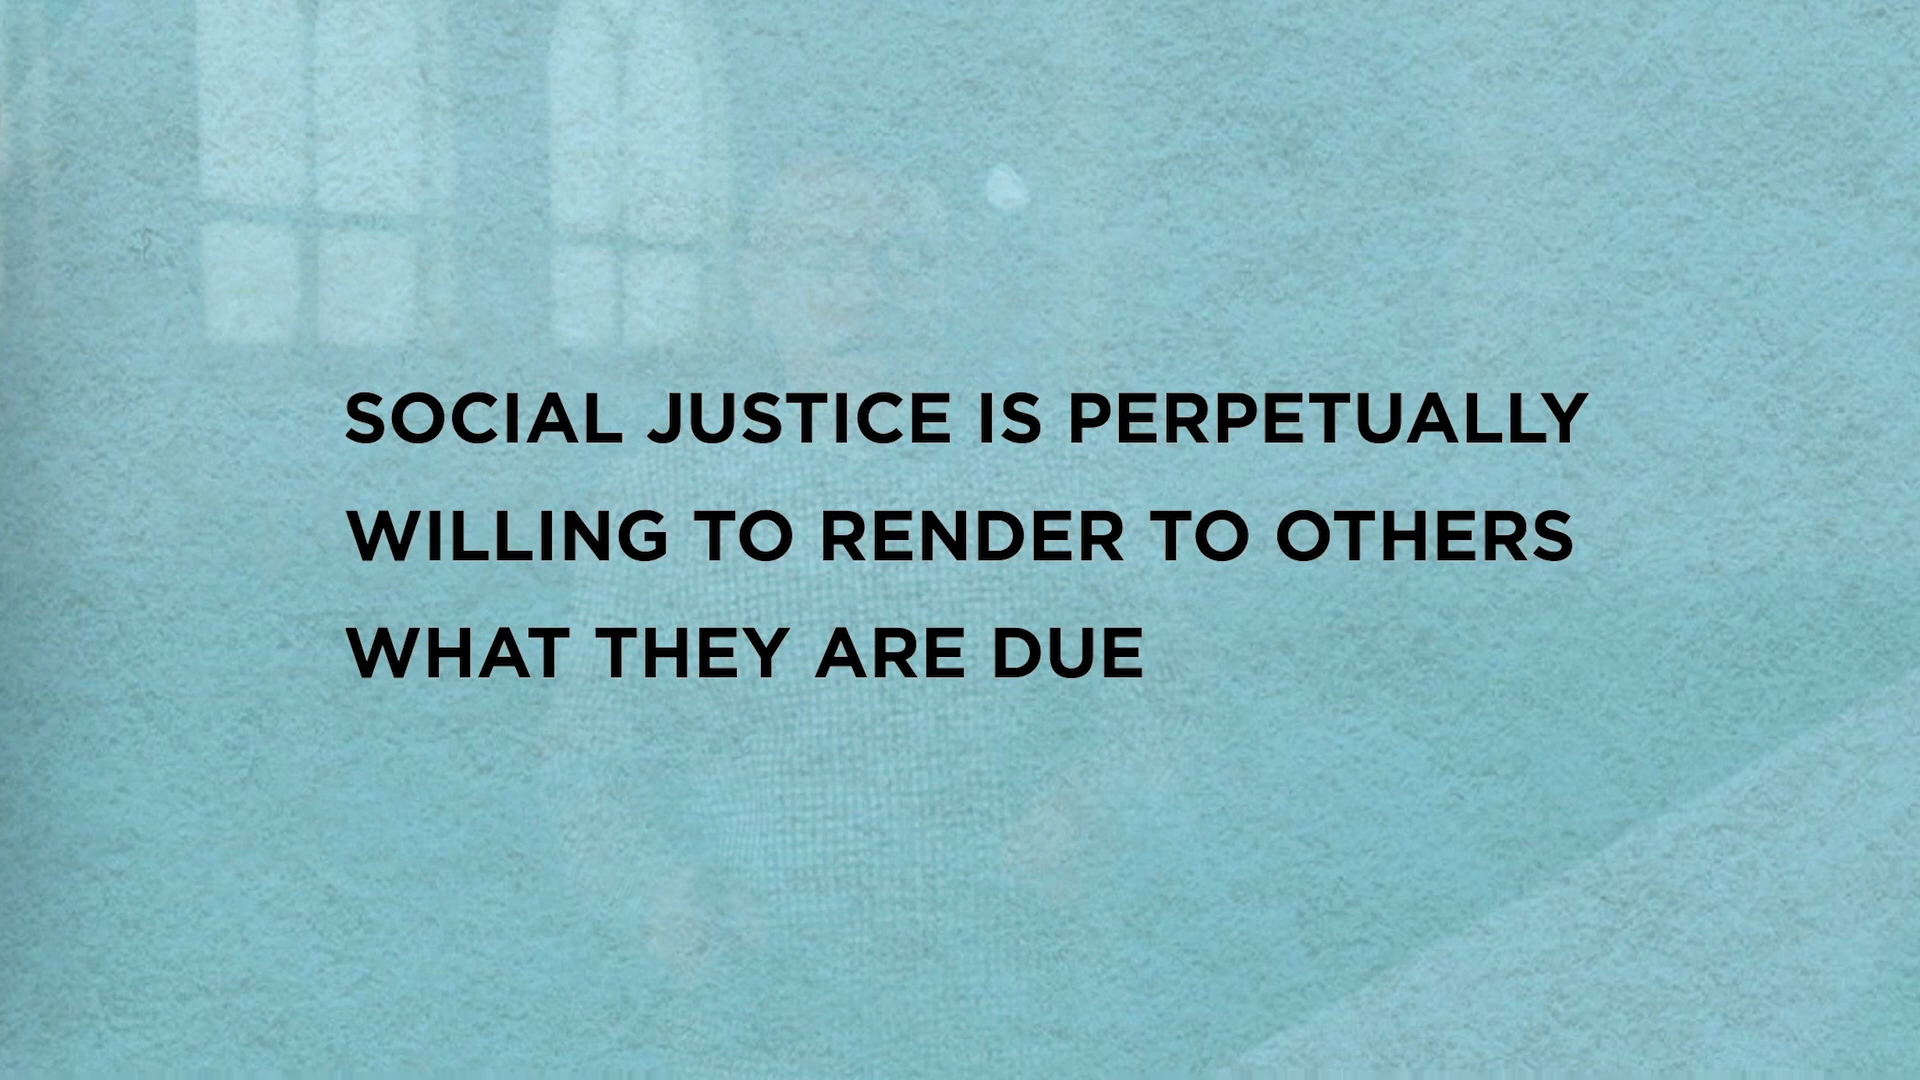 SOCIAL JUSTICE IS PERPETUALLY
WILLING TO RENDER TO OTHERS
WHAT THEY ARE DUE